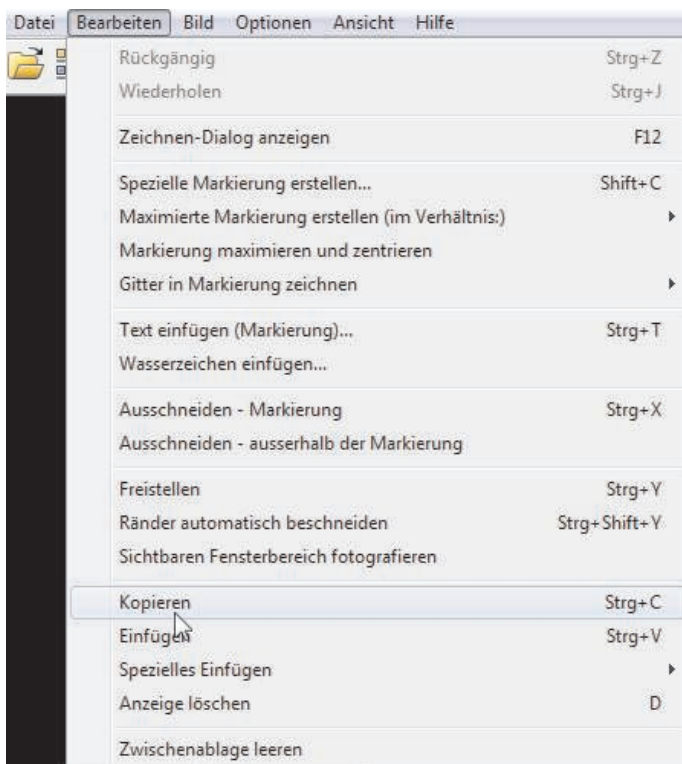 Datei Bearbeiten Bild Optionen Ansicht Hilfe
Rückgängig Strg+Z
Wiederholen Strg+J
Zeichnen-Dialog anzeigen F12
Spezielle Markierung erstellen... Shift+C
Maximierte Markierung erstellen (im Verhältnis:)
Markierung maximieren und zentrieren
Gitter in Markierung zeichnen
Text einfügen (Markierung)... Strg+T
Wasserzeichen einfügen...
Ausschneiden - Markierung Strg+X
Ausschneiden - ausserhalb der Markierung
Freistellen Strg+Y
Ränder automatisch beschneiden Strg+Shift+Y
Sichtbaren Fensterbereich fotografieren
Kopieren Strg+C
Einfügen Strg+V
Spezielles Einfügen
Anzeige löschen D
Zwischenablage leeren